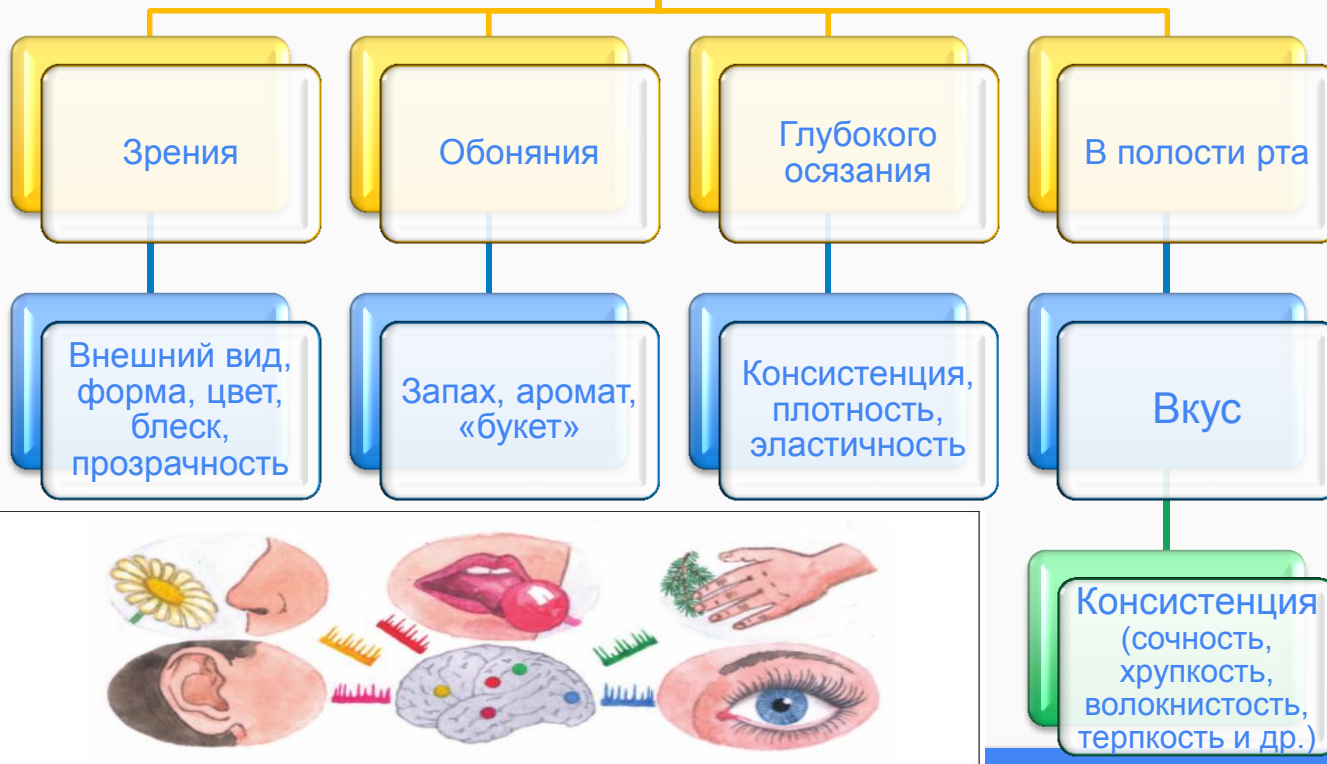 Зрения
Обоняния
Глубокого
осязания
В полости рта
Внешний вид,
форма, цвет,
блеск,
прозрачность
Запах, аромат,
«букет»
Консистенция,
плотность,
эластичность
Вкус
Консистенция
(сочность,
хрупкость,
волокнистость,
терпкость и др.)